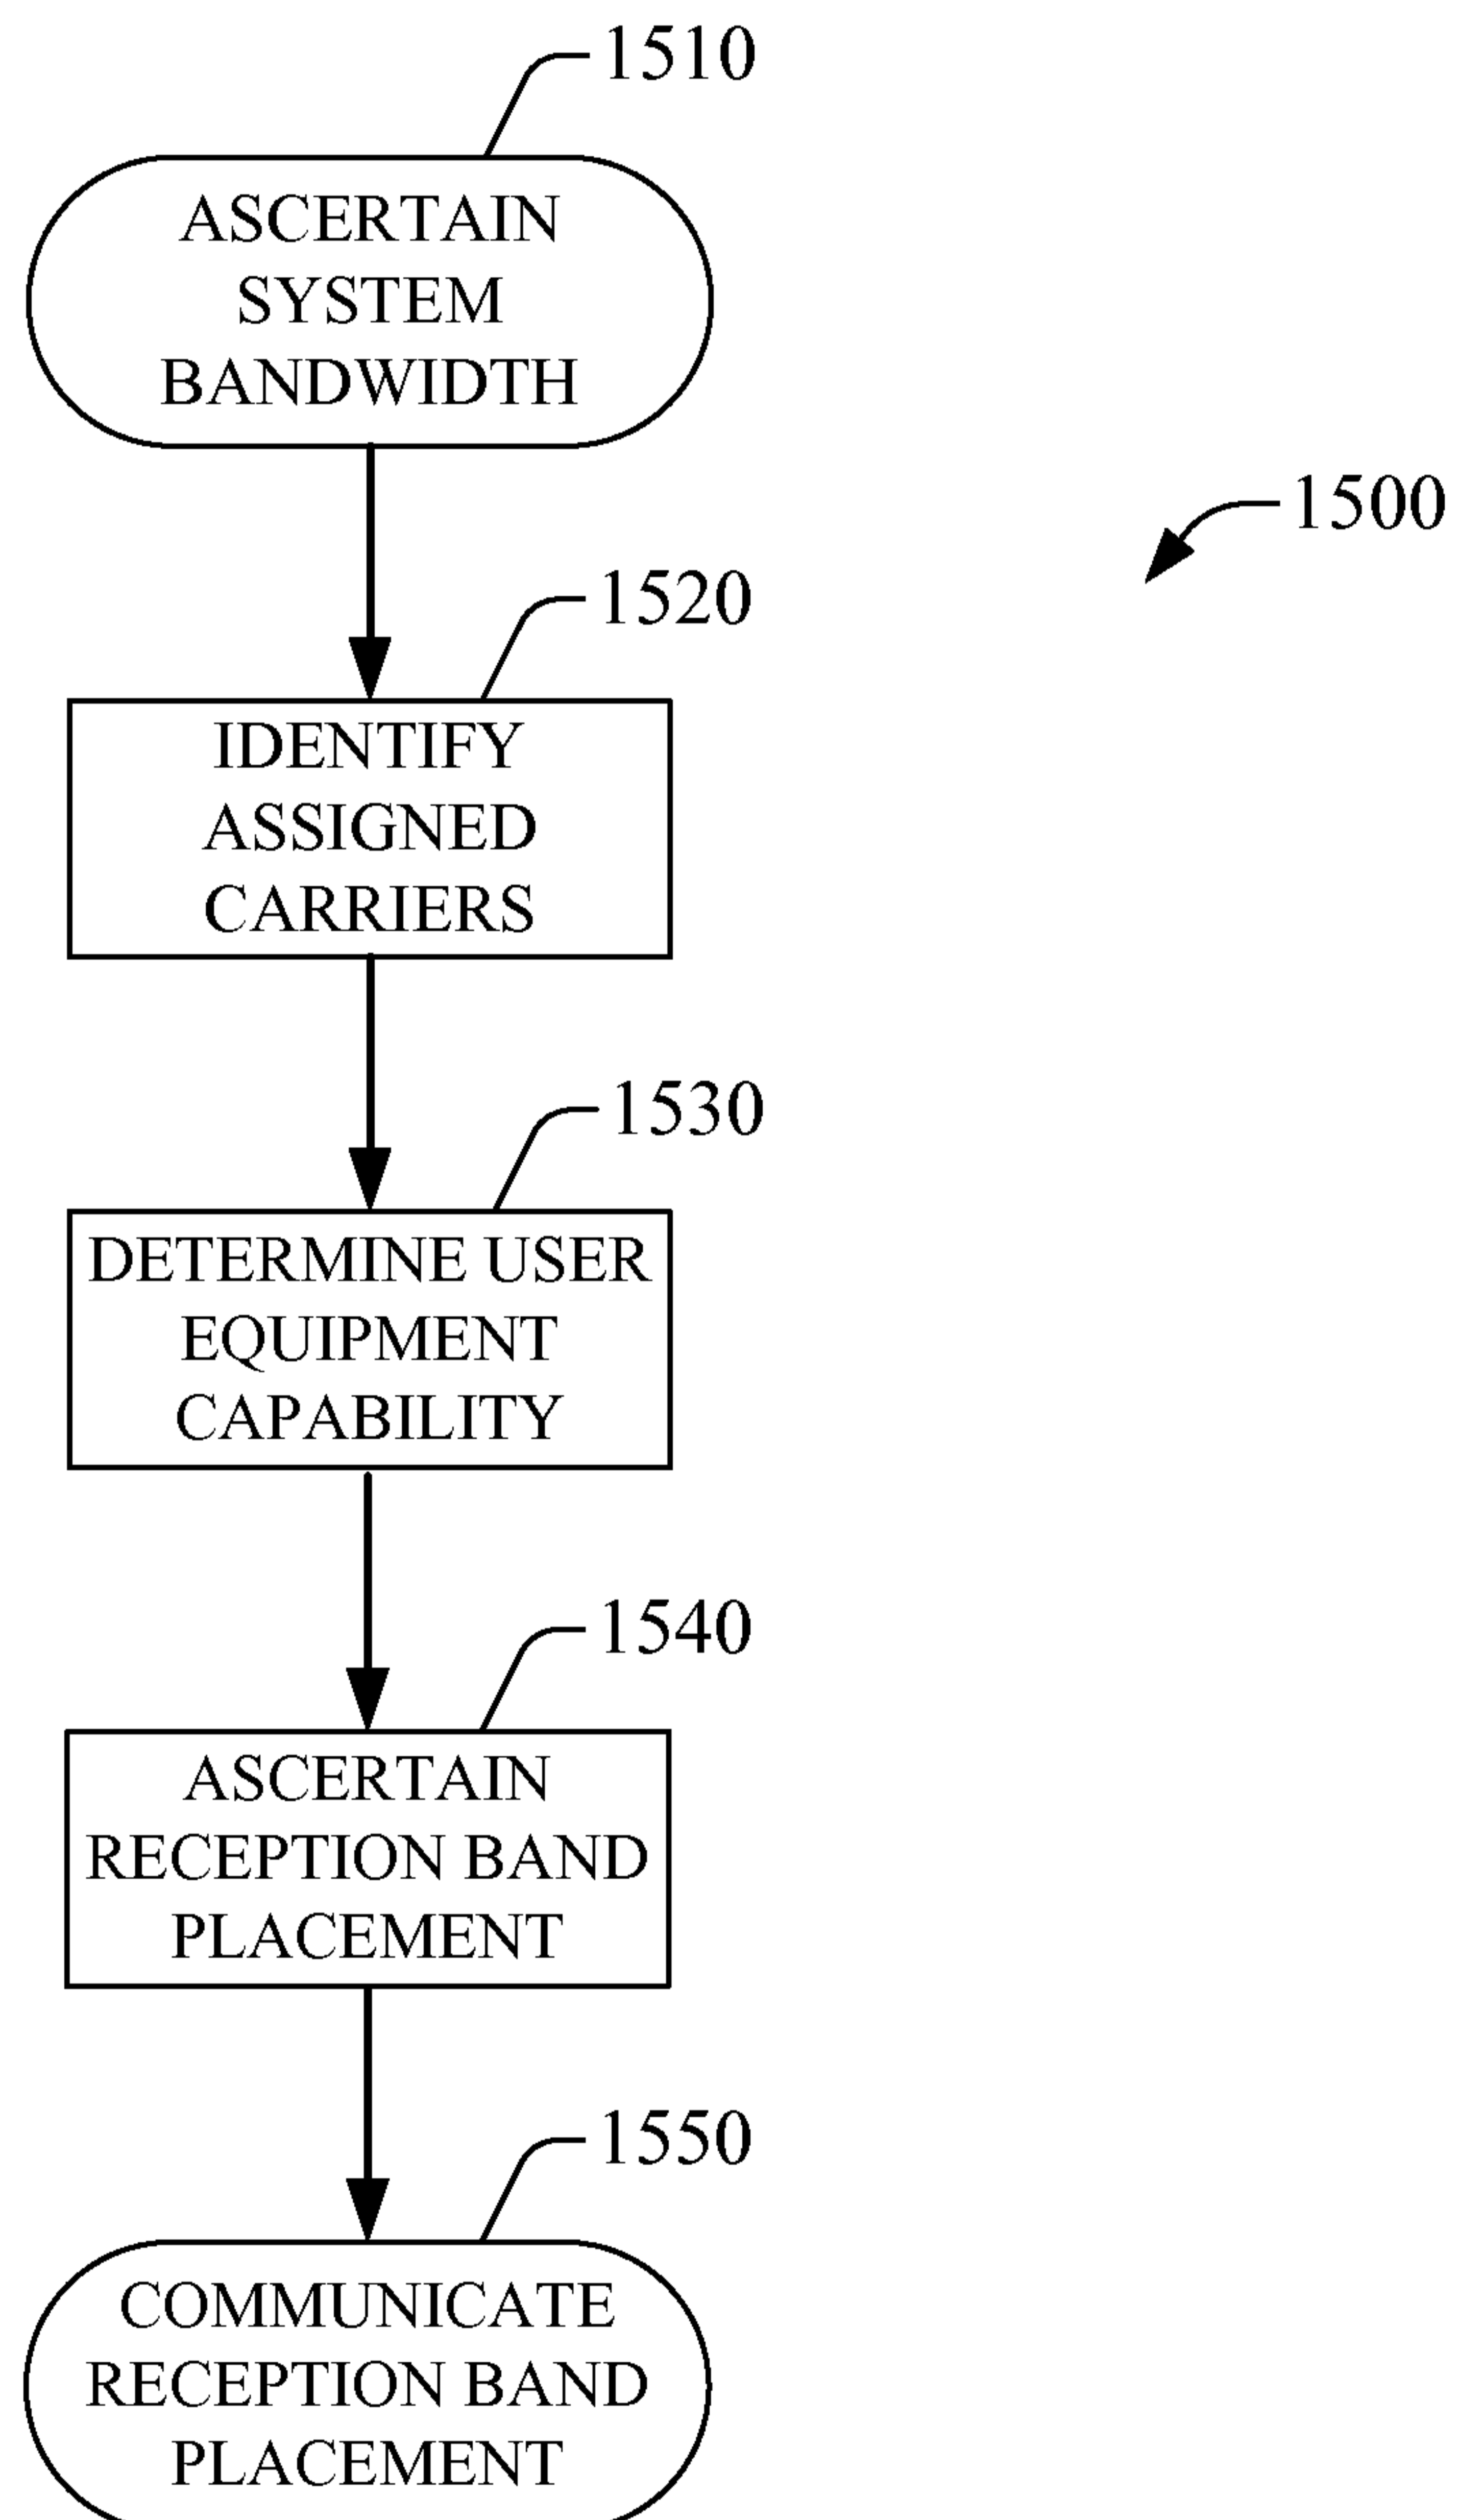 1510
ASCERTAIN
SYSTEM
BANDWIDTH
1500
1520
IDENTIFY
ASSIGNED
CARRIERS
1530
DETERMINE USER
EQUIPMENT
CAPABILITY
1540
ASCERTAIN
RECEPTION BAND
PLACEMENT
1550
COMMUNICATE
RECEPTION BAND
PLACEMENT